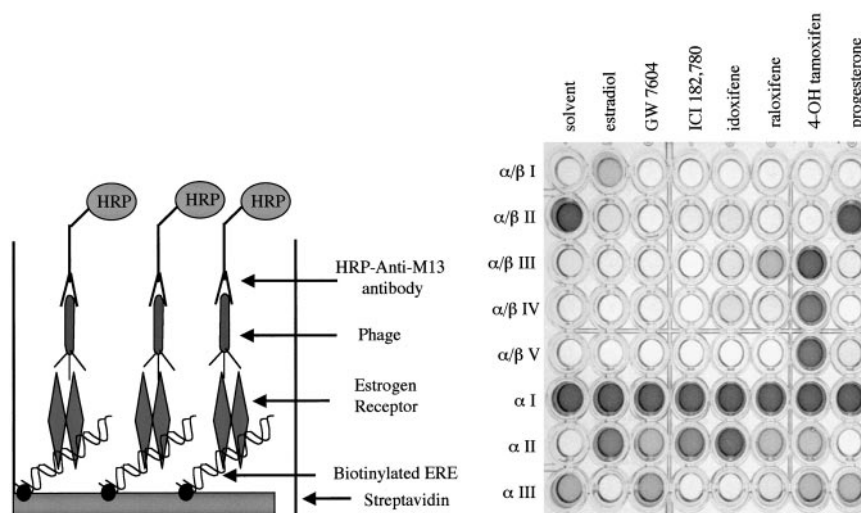 HRP
HRP
HRP
HRP-Anti-M13
antibody
Phage
Estrogen
Receptor
Biotinylated ERE
Streptavidin
solvent
estradiol
GW 7604
ICI 182,780
idoxifene
raloxifene
4-OH tamoxifen
progesterone
α/β I
α/β II
α/β III
α/β IV
α/β V
α I
α II
α III